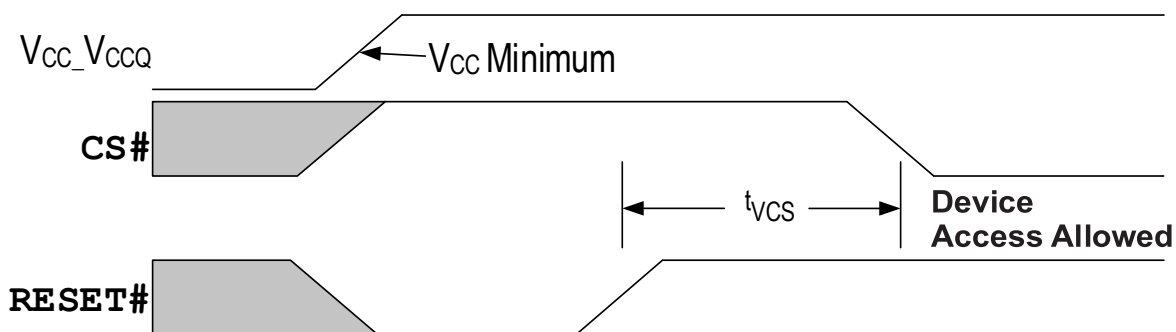 VCC_VCCQ
VCC Minimum
CS#
tVCS
Device
Access Allowed
RESET#